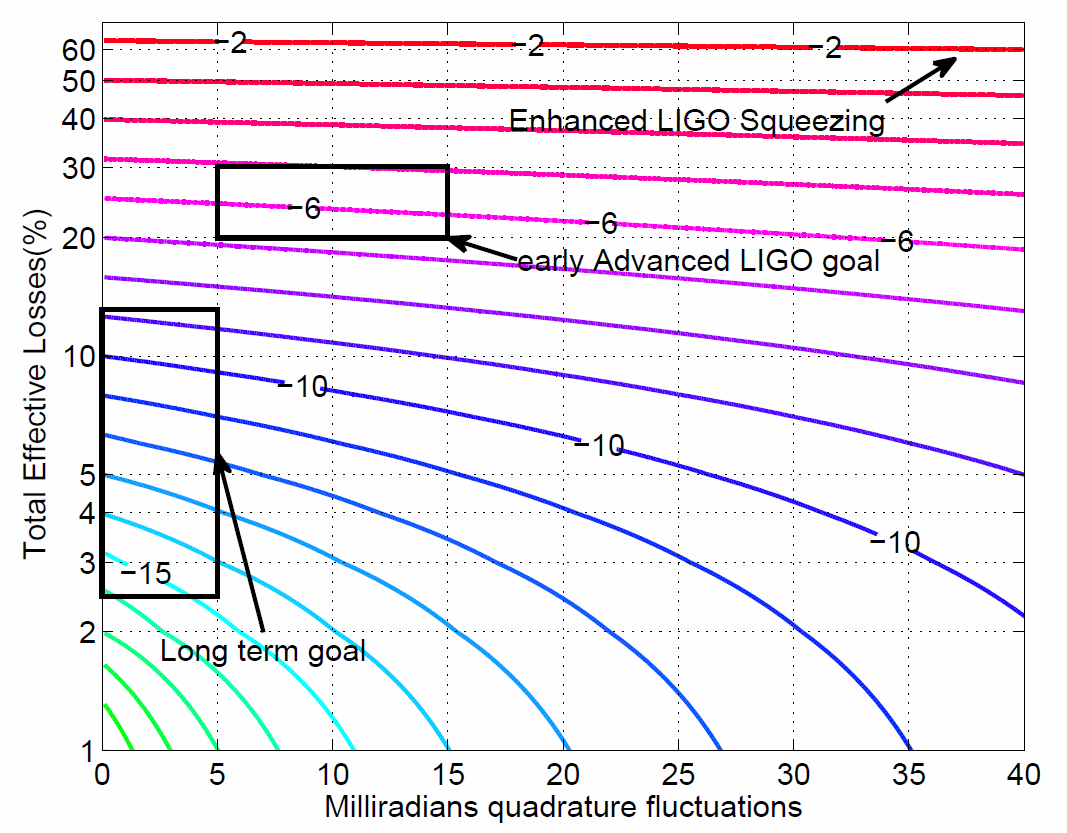 60
50
40
30
20
10
5
4
3
2
1
−2 −2 −2
Enhanced LIGO Squeezing
−6 −6 −6
early Advanced LIGO goal
−10 −10 −10
−15
Long term goal
0 5 10 15 20 25 30 35 40
Milliradians quadrature fluctuations
Total Effective Losses(%)